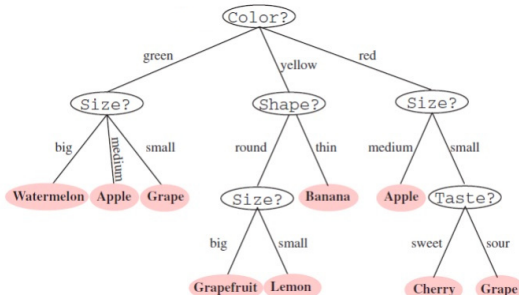 Color?
green
yellow
red
Size?
Shape?
Size?
big
medium
small
round
thin
medium
small
Watermelon
Apple
Grape
Size?
Banana
Apple
Taste?
big
small
sweet
sour
Grapefruit
Lemon
Cherry
Grape